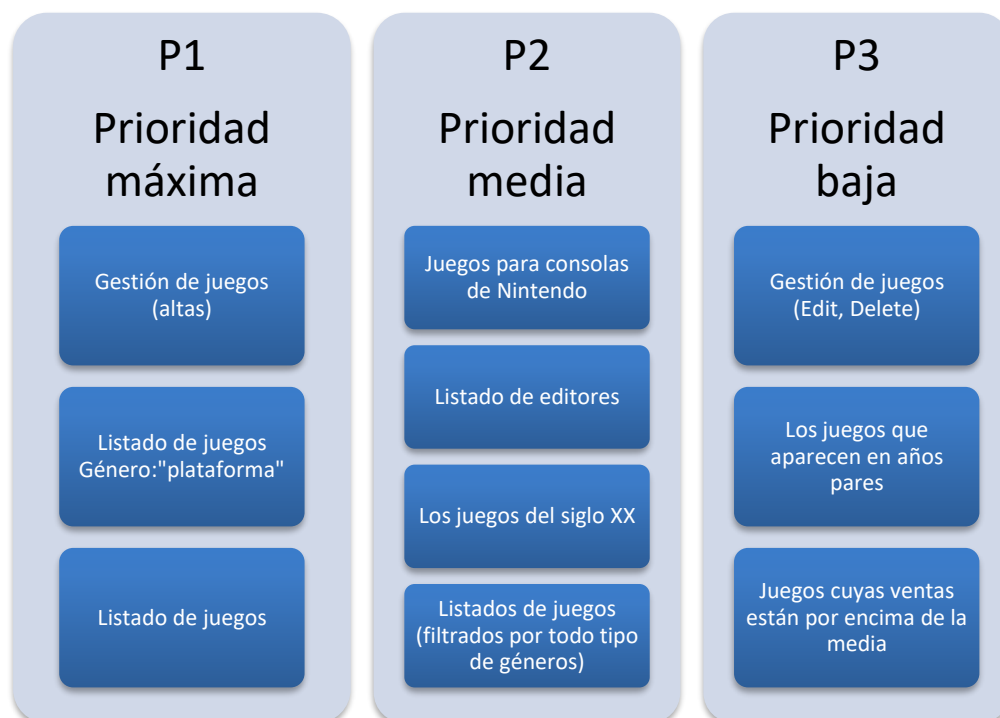 P1
Prioridad
máxima
Gestión de juegos
(altas)
Listado de juegos
Género:"plataforma"
Listado de juegos
P2
Prioridad
media
Juegos para consolas
de Nintendo
Listado de editores
Los juegos del siglo XX
Listados de juegos
(filtrados por todo tipo
de géneros)
P3
Prioridad
baja
Gestión de juegos
(Edit, Delete)
Los juegos que
aparecen en años
pares
Juegos cuyas ventas
están por encima de la
media